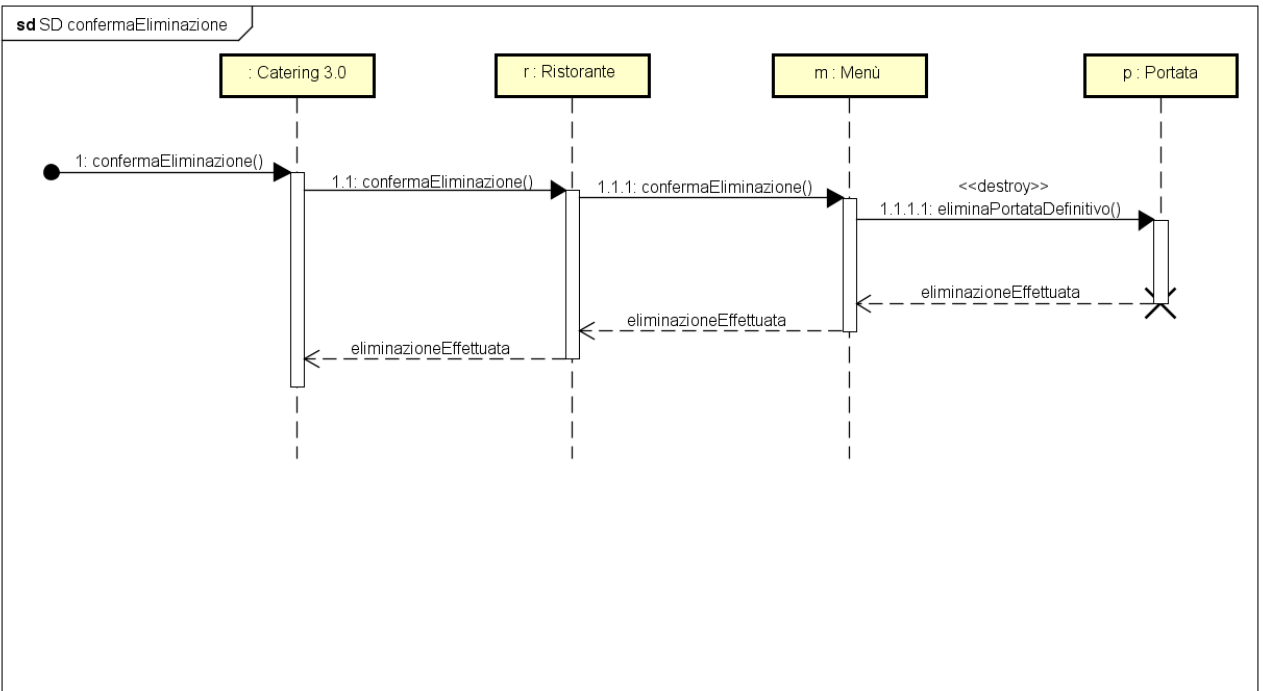 sd SD confermaEliminazione
: Catering 3.0
r : Ristorante
m : Menù
p : Portata
1: confermaEliminazione()
1.1: confermaEliminazione()
1.1.1: confermaEliminazione()
<<destroy>>
1.1.1.1: eliminaPortataDefinitivo()
eliminazioneEffettuata
eliminazioneEffettuata
eliminazioneEffettuata